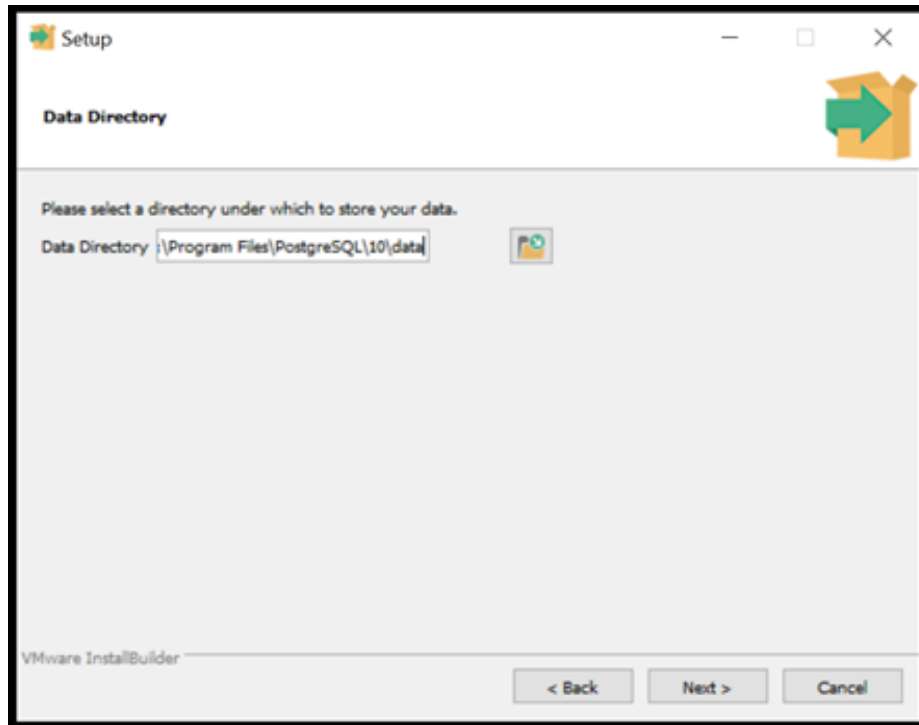 Setup
Data Directory
Please select a directory under which to store your data.
Data Directory :\Program Files\PostgreSQL\10\data
VMware InstallBuilder
< Back Next > Cancel